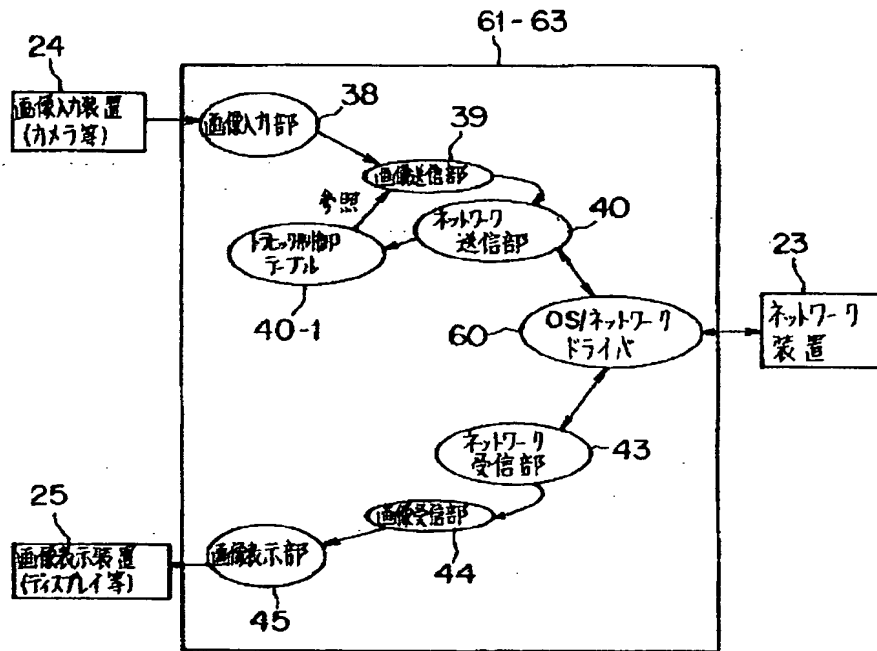 61-63
24
画像入力装置
(カメラ等)
38
画像入力部
39
画像送信部
参照
ネットワーク
送信部
40
トラヒック制御部
テーブル
40-1
23
ネットワーク
装置
60
OS/ネットワーク
ドライバ
ネットワーク
受信部
43
25
画像受信部
44
画像表示装置
(ディスプレイ等)
画像表示部
45